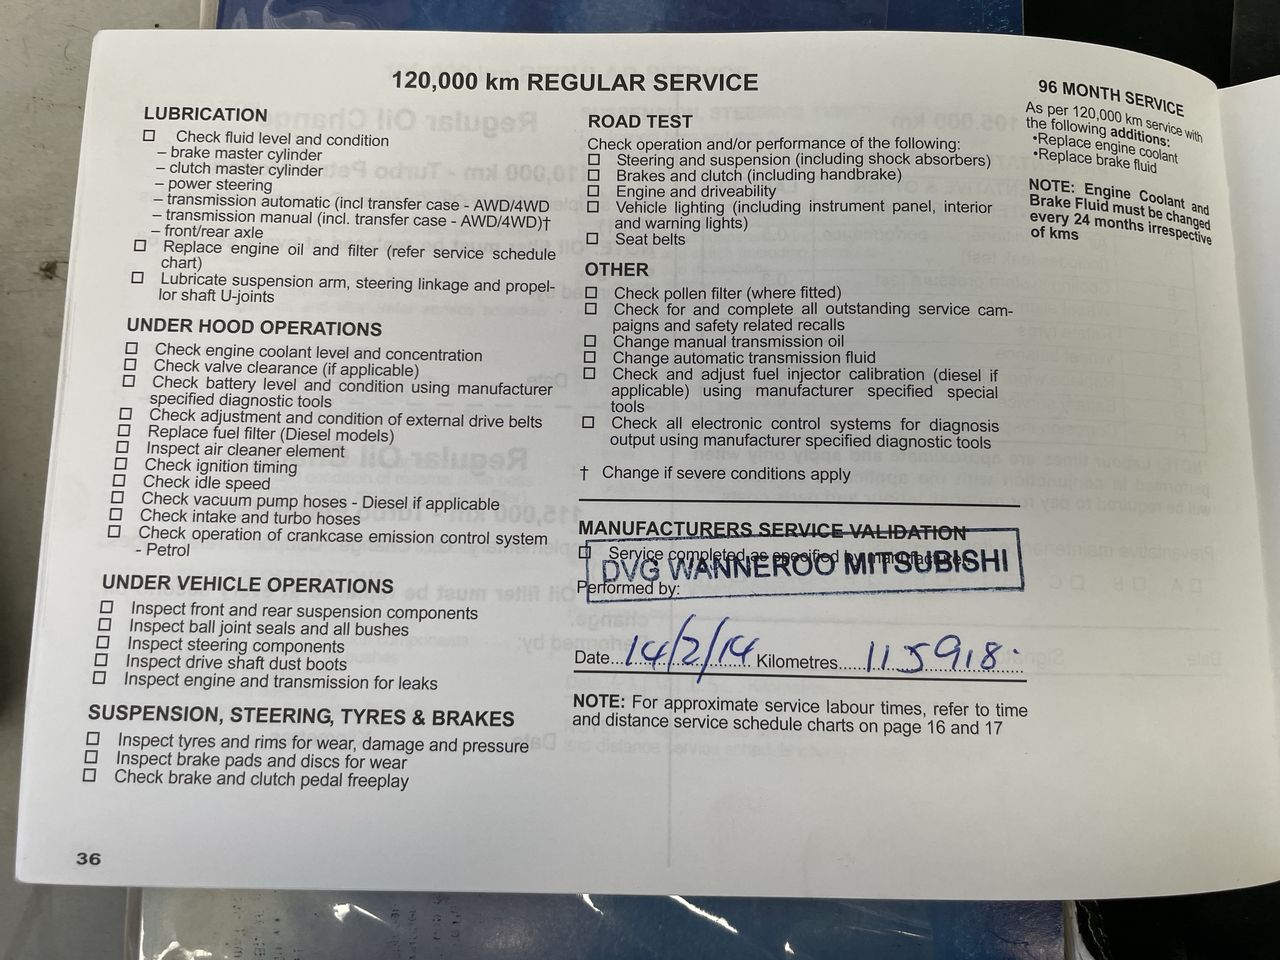 120,000 km REGULAR SERVICE
LUBRICATION
Check fluid level and condition
– brake master cylinder
– clutch master cylinder
– power steering
– transmission automatic (incl transfer case - AWD/4WD
– transmission manual (incl. transfer case - AWD/4WD)†
– front/rear axle
Replace engine oil and filter (refer service schedule
chart)
Lubricate suspension arm, steering linkage and propel-
lor shaft U-joints
UNDER HOOD OPERATIONS
Check engine coolant level and concentration
Check valve clearance (if applicable)
Check battery level and condition using manufacturer
specified diagnostic tools
Check adjustment and condition of external drive belts
Replace fuel filter (Diesel models)
Inspect air cleaner element
Check ignition timing
Check idle speed
Check vacuum pump hoses - Diesel if applicable
Check intake and turbo hoses
Check operation of crankcase emission control system
- Petrol
UNDER VEHICLE OPERATIONS
Inspect front and rear suspension components
Inspect ball joint seals and all bushes
Inspect steering components
Inspect drive shaft dust boots
Inspect engine and transmission for leaks
SUSPENSION, STEERING, TYRES & BRAKES
Inspect tyres and rims for wear, damage and pressure
Inspect brake pads and discs for wear
Check brake and clutch pedal freeplay
36
ROAD TEST
Check operation and/or performance of the following:
Steering and suspension (including shock absorbers)
Brakes and clutch (including handbrake)
Engine and driveability
Vehicle lighting (including instrument panel, interior
and warning lights)
Seat belts
OTHER
Check pollen filter (where fitted)
Check for and complete all outstanding service cam-
paigns and safety related recalls
Change manual transmission oil
Change automatic transmission fluid
Check and adjust fuel injector calibration (diesel if
applicable) using manufacturer specified special
tools
Check all electronic control systems for diagnosis
output using manufacturer specified diagnostic tools
† Change if severe conditions apply
MANUFACTURERS SERVICE VALIDATION
Service completed as specified by manufacturer
DVG WANNEROO MITSUBISHI
Performed by:
Date...14/2/14 Kilometres.....115918.
NOTE: For approximate service labour times, refer to time
and distance service schedule charts on page 16 and 17
96 MONTH SERVICE
As per 120,000 km service with
the following additions:
•Replace engine coolant
•Replace brake fluid
NOTE: Engine Coolant and
Brake Fluid must be changed
every 24 months irrespective
of kms